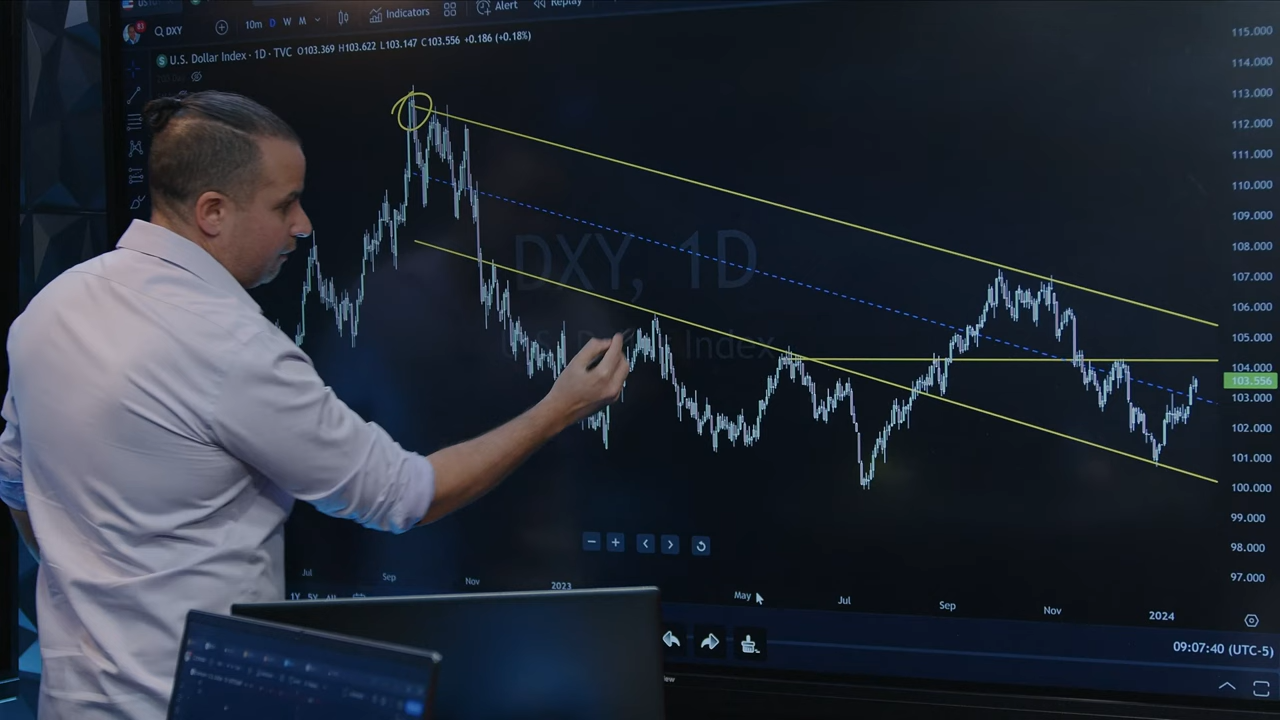 DXY 10m D W M Indicators Alert Replay
U.S. Dollar Index · 1D · TVC O103.369 H103.622 L103.147 C103.556 +0.186 (+0.18%)
115.000
114.000
113.000
112.000
111.000
110.000
109.000
108.000
107.000
106.000
105.000
104.000
103.556
103.000
102.000
101.000
100.000
99.000
98.000
97.000
DXY, 1D
Index
Jul Sep Nov 2023 May Jul Sep Nov 2024
1Y 5Y All
09:07:40 (UTC-5)